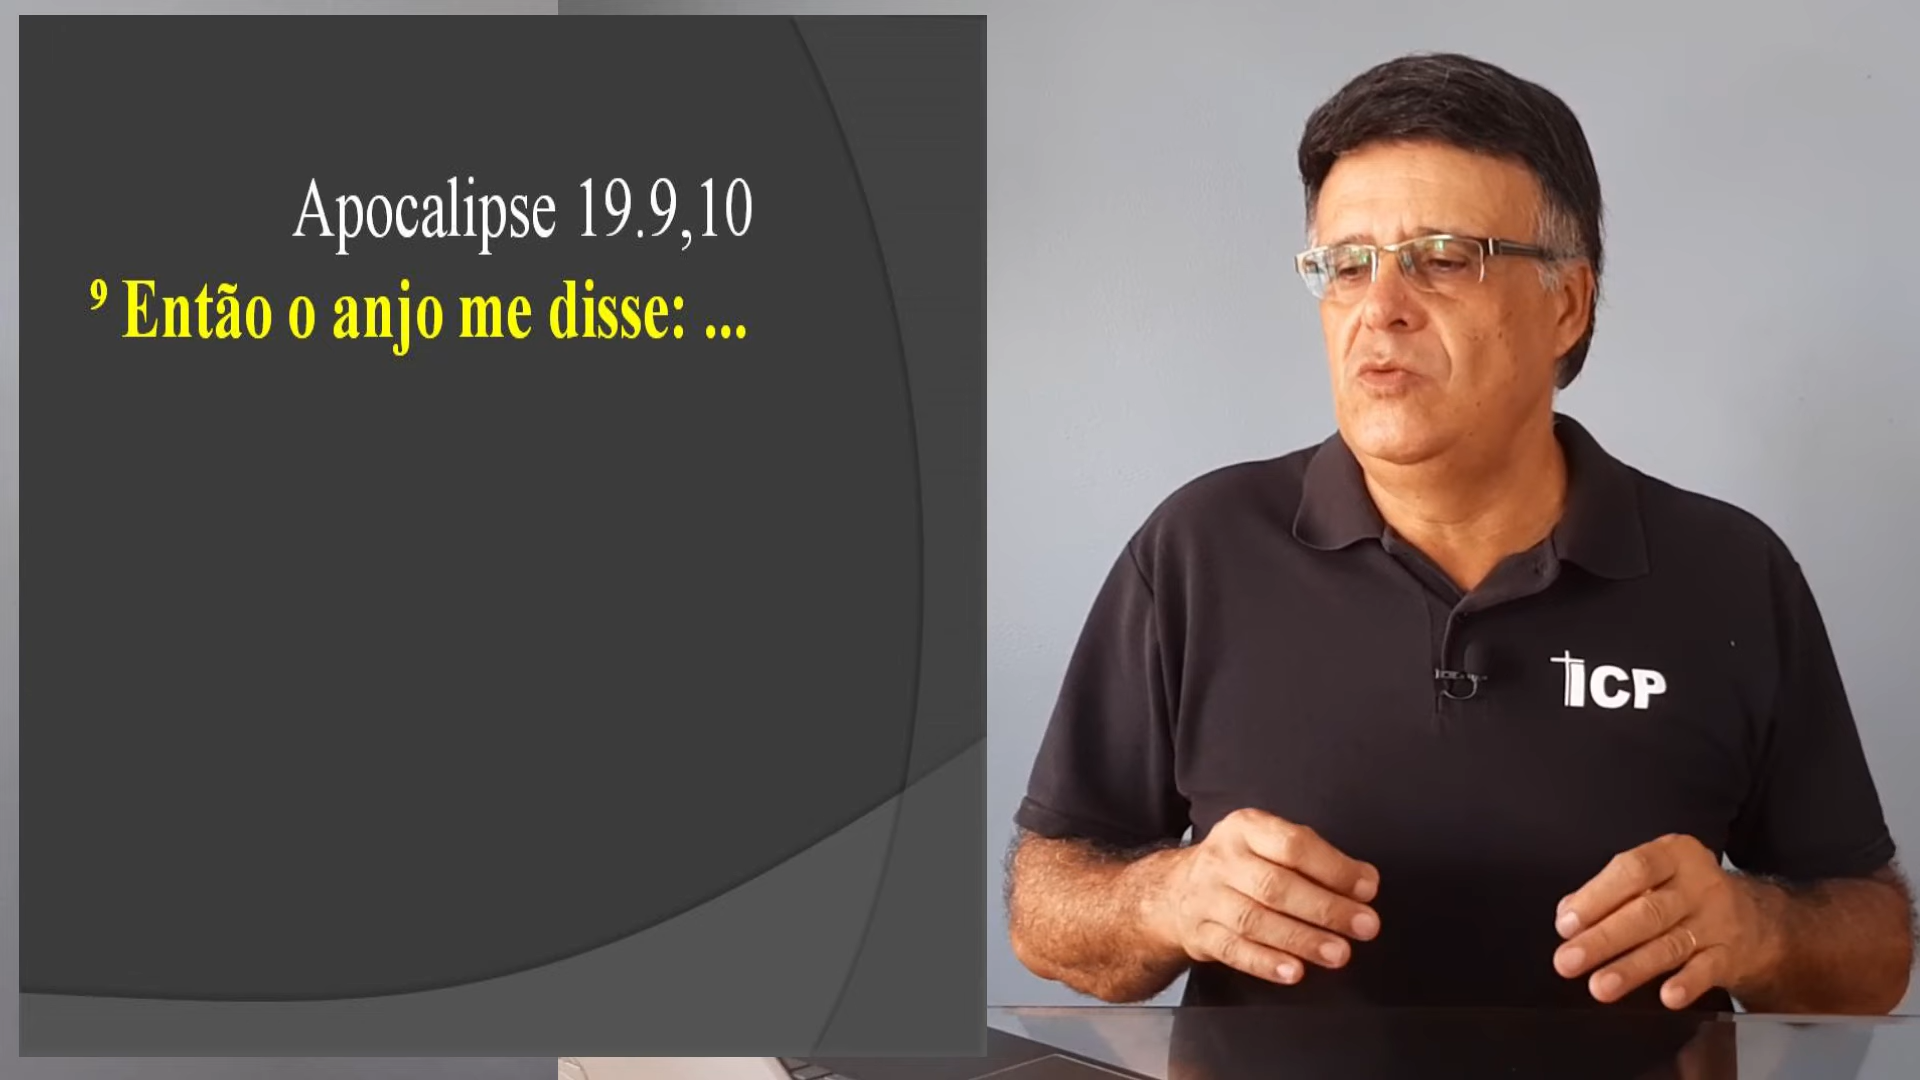 Apocalipse 19.9,10
⁹ Então o anjo me disse: ...
ICP